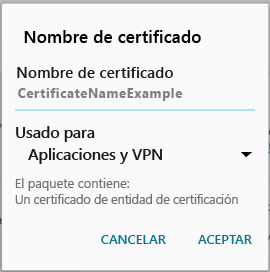 Nombre de certificado
Nombre de certificado
CertificateNameExample
Usado para
Aplicaciones y VPN
El paquete contiene:
Un certificado de entidad de certificación
CANCELAR ACEPTAR